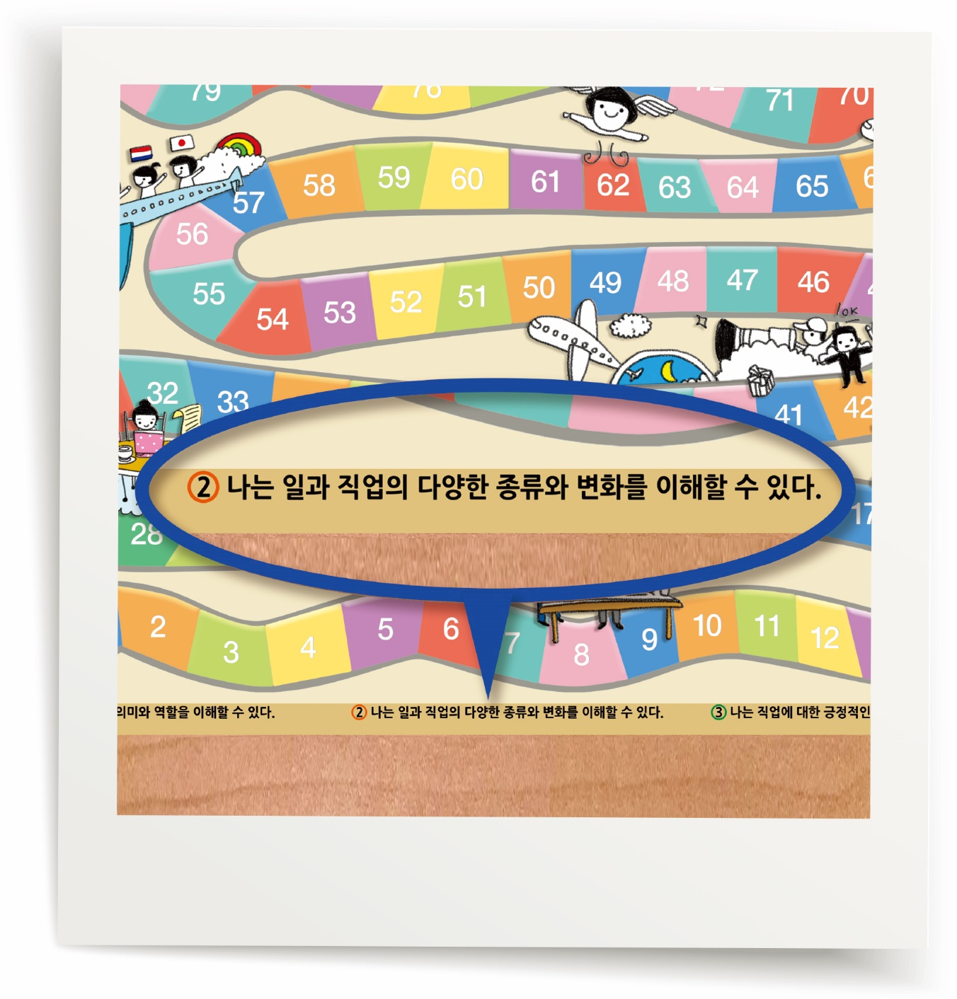 79 76 72 71 70
57 58 59 60 61 62 63 64 65
56
55 54 53 52 51 50 49 48 47 46
OK
32 33 41 42
② 나는 일과 직업의 다양한 종류와 변화를 이해할 수 있다.
28 17
2 3 4 5 6 7 8 9 10 11 12
의미와 역할을 이해할 수 있다. ② 나는 일과 직업의 다양한 종류와 변화를 이해할 수 있다. ③ 나는 직업에 대한 긍정적인